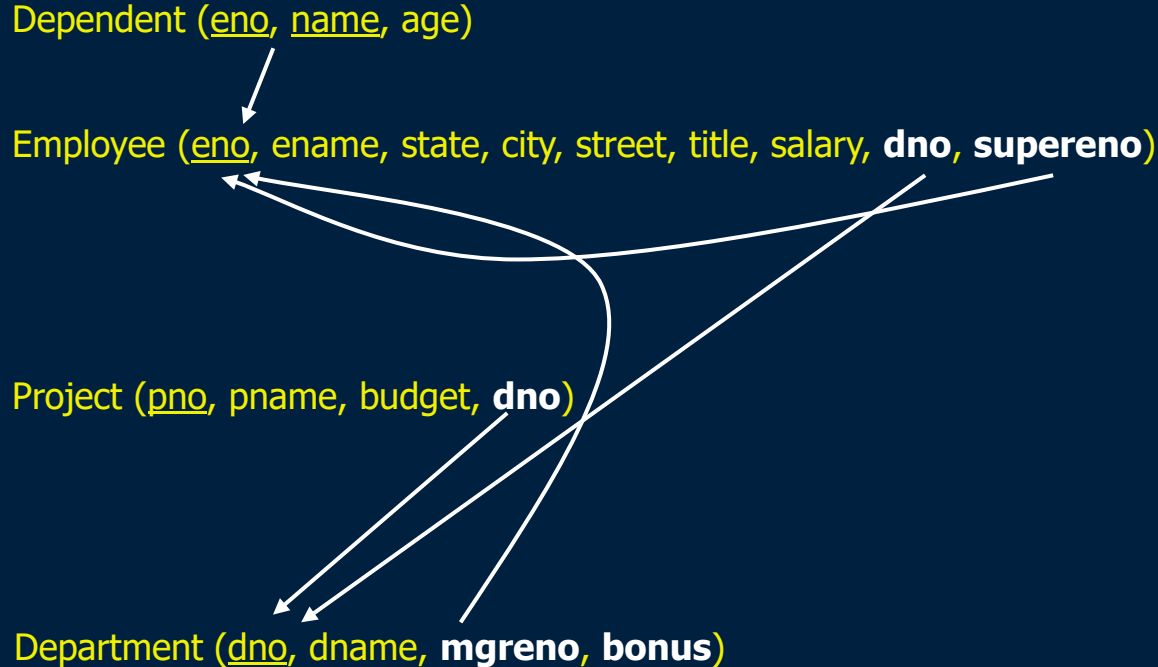 Dependent (eno, name, age)
Employee (eno, ename, state, city, street, title, salary, dno, supereno)
Project (pno, pname, budget, dno)
Department (dno, dname, mgreno, bonus)